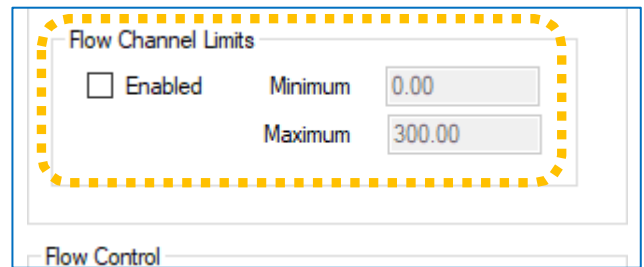 Flow Channel Limits
Enabled Minimum 0.00
Maximum 300.00
Flow Control